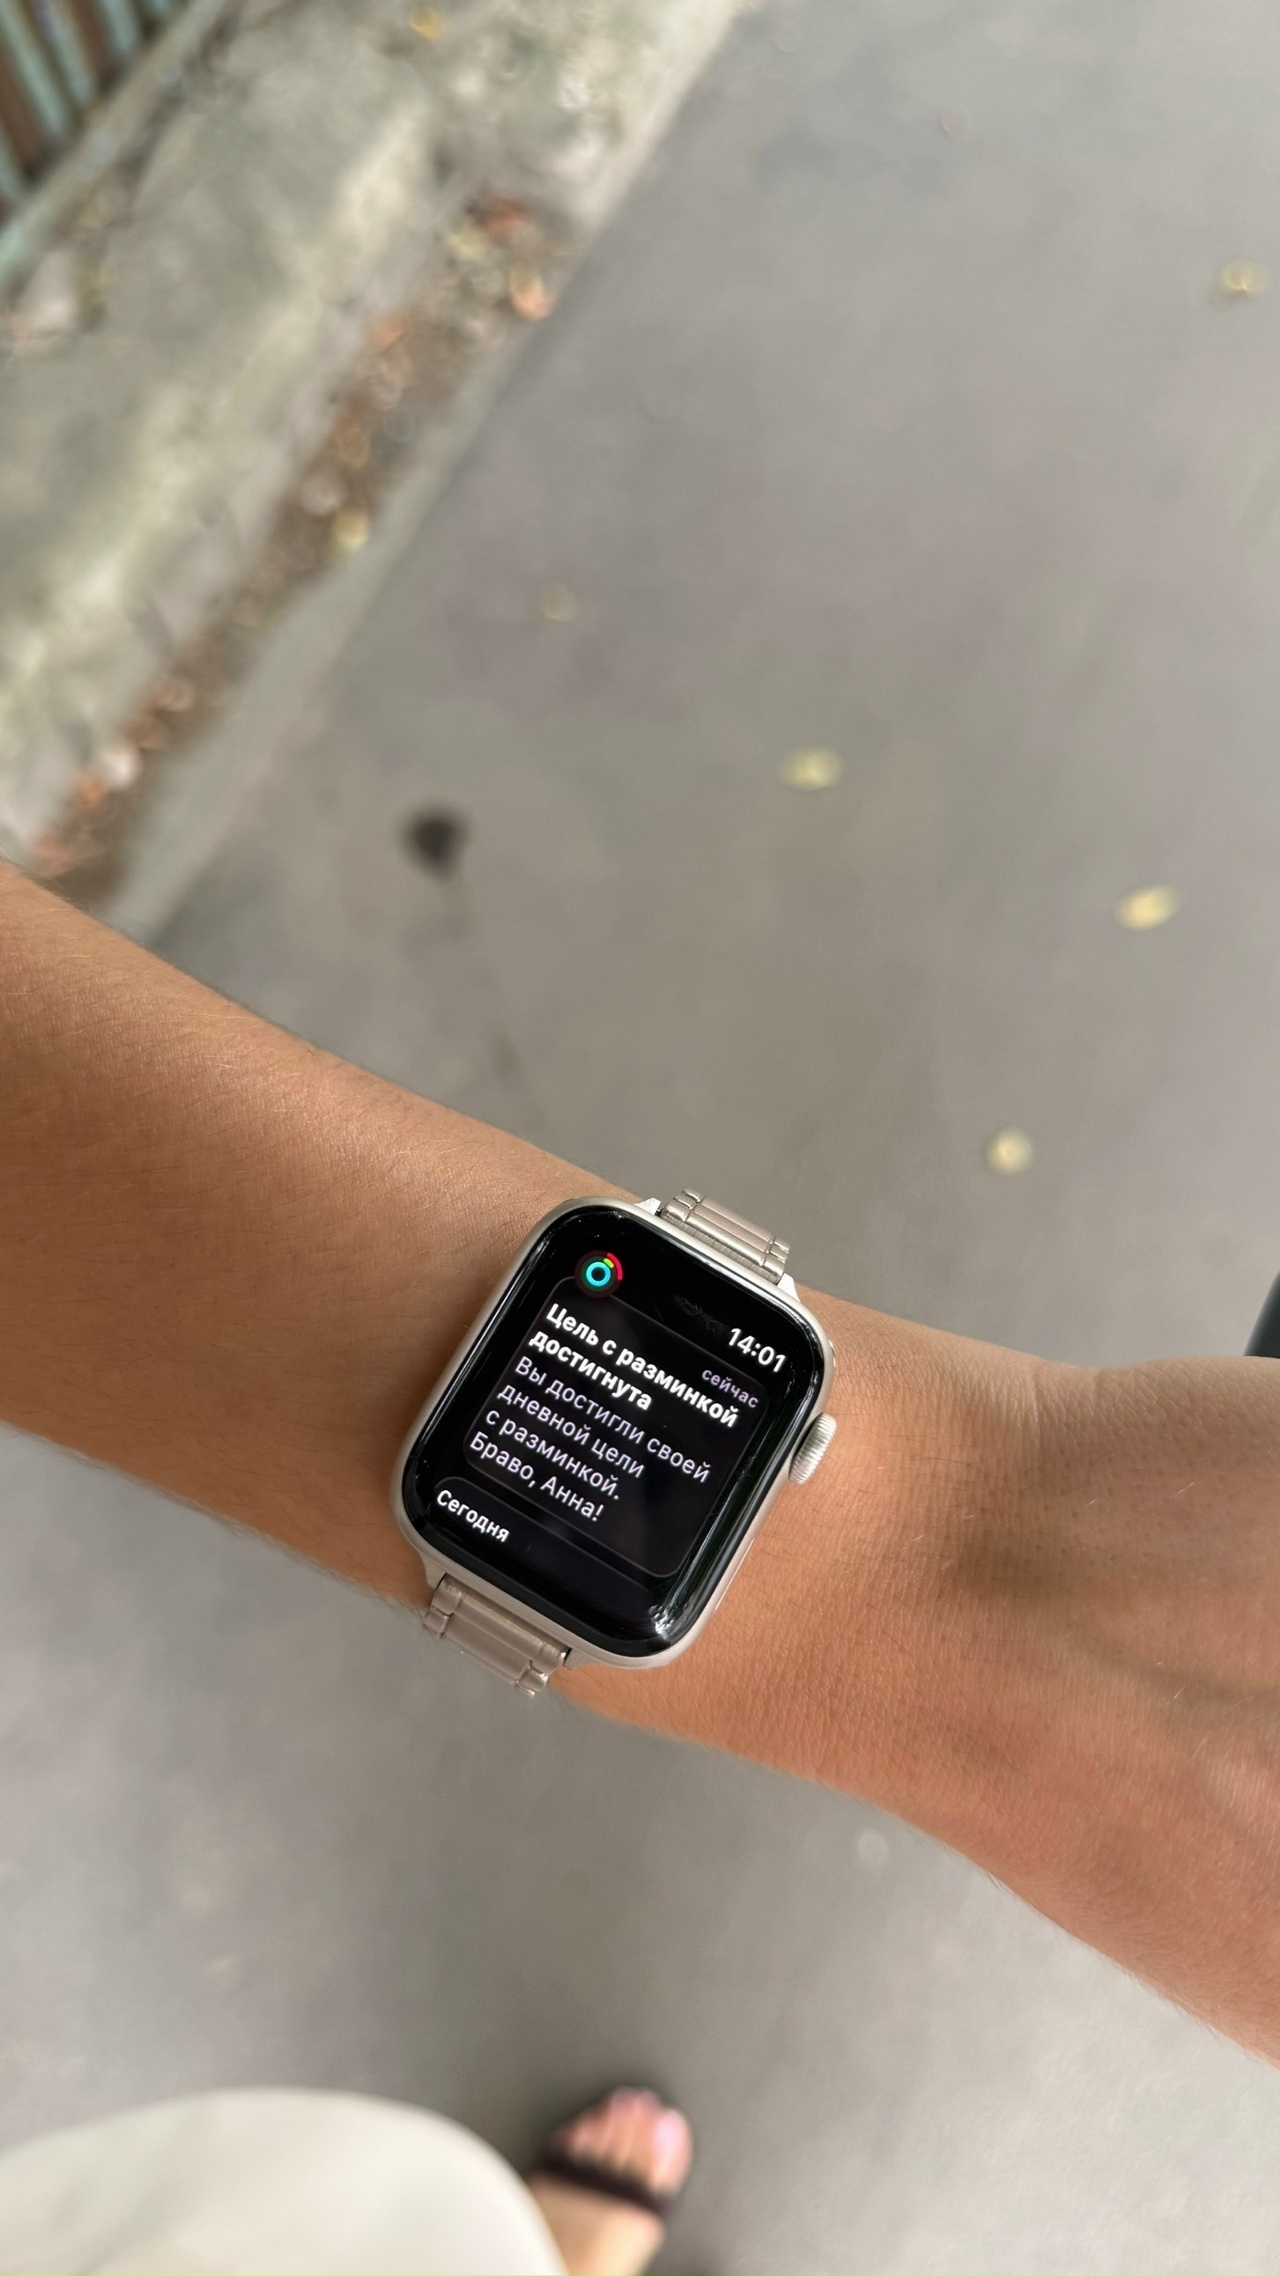 14:01
сейчас
Цель с разминкой
достигнута
Вы достигли своей
дневной цели
с разминкой.
Браво, Анна!
Сегодня